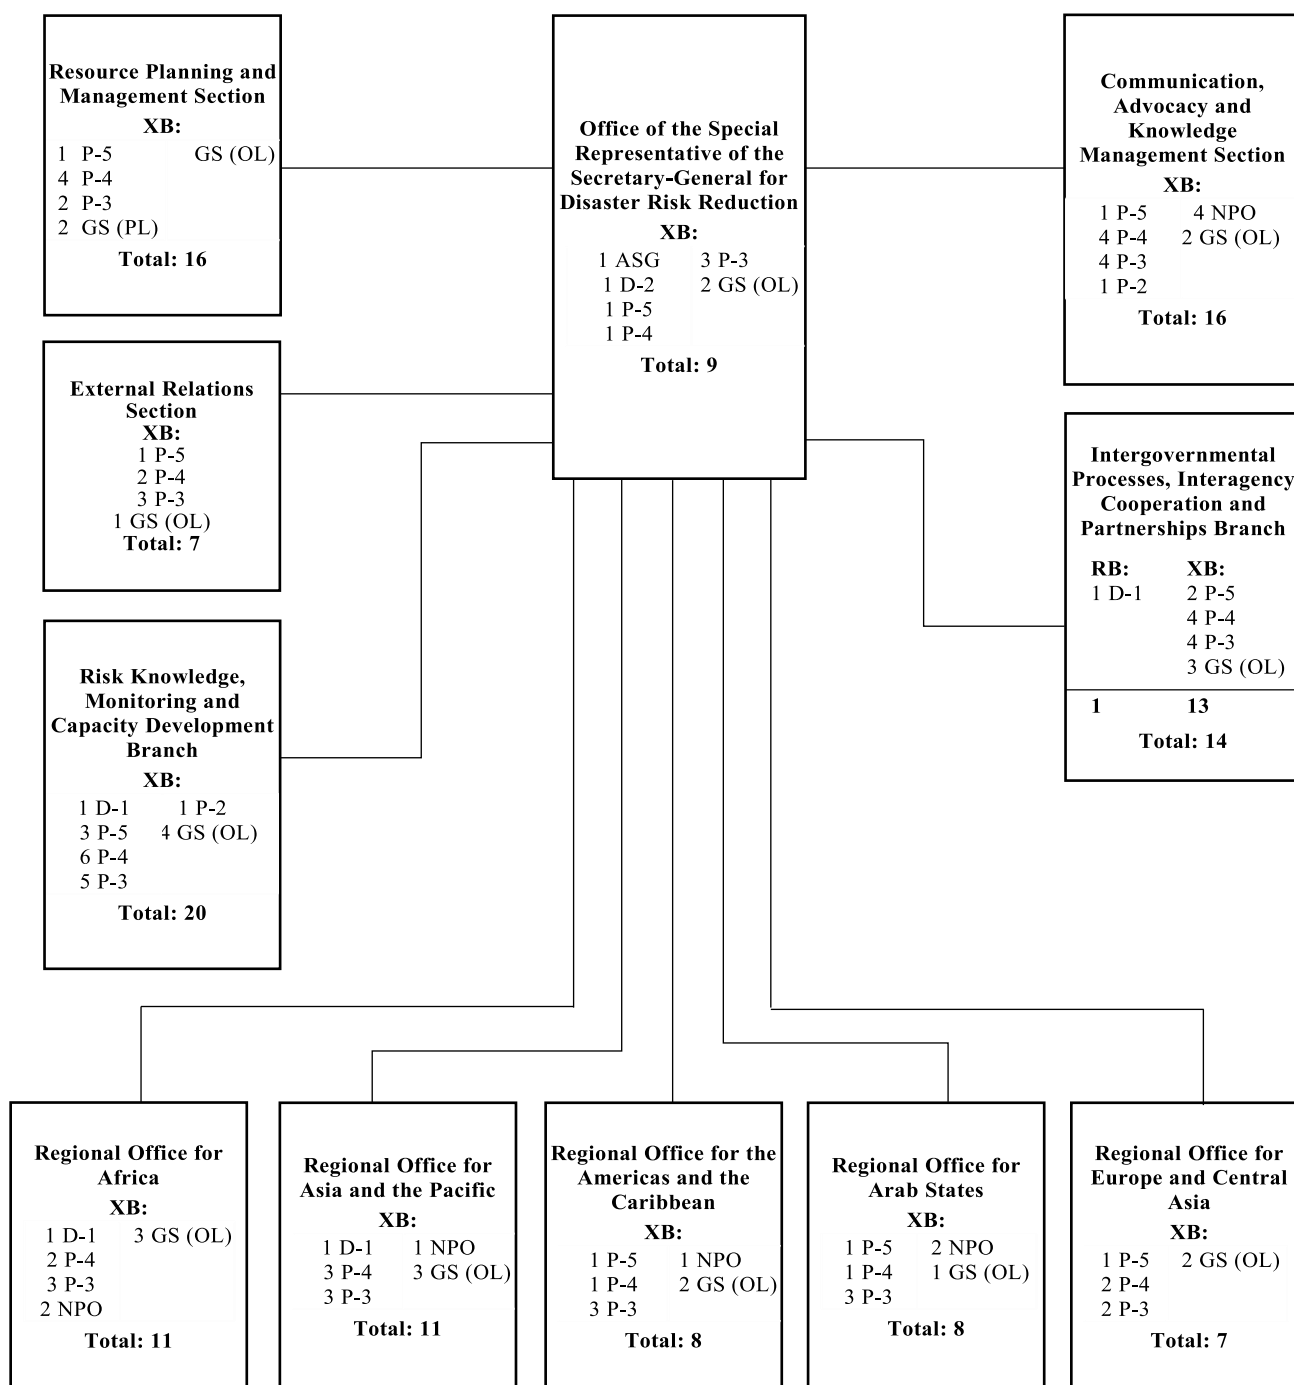 Resource Planning and
Management Section
XB:
1 P-5 GS (OL)
4 P-4
2 P-3
2 GS (PL)
Total: 16
Office of the Special
Representative of the
Secretary-General for
Disaster Risk Reduction
XB:
1 ASG 3 P-3
1 D-2 2 GS (OL)
1 P-5
1 P-4
Total: 9
Communication,
Advocacy and
Knowledge
Management Section
XB:
1 P-5 4 NPO
4 P-4 2 GS (OL)
4 P-3
1 P-2
Total: 16
External Relations
Section
XB:
1 P-5
2 P-4
3 P-3
1 GS (OL)
Total: 7
Intergovernmental
Processes, Interagency
Cooperation and
Partnerships Branch
RB: XB:
1 D-1 2 P-5
4 P-4
4 P-3
3 GS (OL)
1 13
Total: 14
Risk Knowledge,
Monitoring and
Capacity Development
Branch
XB:
1 D-1 1 P-2
3 P-5 4 GS (OL)
6 P-4
5 P-3
Total: 20
Regional Office for
Africa
XB:
1 D-1 3 GS (OL)
2 P-4
3 P-3
2 NPO
Total: 11
Regional Office for
Asia and the Pacific
XB:
1 D-1 1 NPO
3 P-4 3 GS (OL)
3 P-3
Total: 11
Regional Office for the
Americas and the
Caribbean
XB:
1 P-5 1 NPO
1 P-4 2 GS (OL)
3 P-3
Total: 8
Regional Office for
Arab States
XB:
1 P-5 2 NPO
1 P-4 1 GS (OL)
3 P-3
Total: 8
Regional Office for
Europe and Central
Asia
XB:
1 P-5 2 GS (OL)
2 P-4
2 P-3
Total: 7